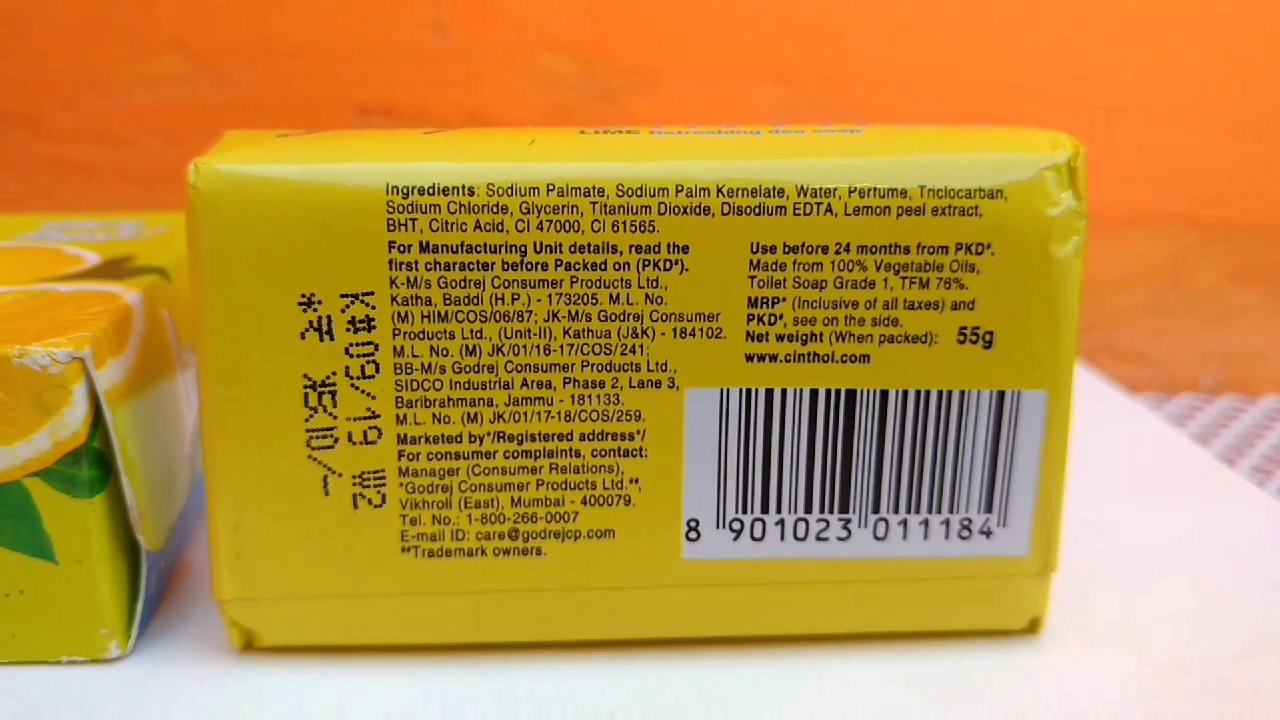 LIME Refreshing deo soap
Ingredients: Sodium Palmate, Sodium Palm Kernelate, Water, Perfume, Triclocarban,
Sodium Chloride, Glycerin, Titanium Dioxide, Disodium EDTA, Lemon peel extract,
BHT, Citric Acid, CI 47000, CI 61565.
For Manufacturing Unit details, read the
first character before Packed on (PKD#).
K-M/s Godrej Consumer Products Ltd.,
Katha, Baddi (H.P.) - 173205. M.L. No.
(M) HIM/COS/06/87; JK-M/s Godrej Consumer
Products Ltd., (Unit-II), Kathua (J&K) - 184102.
M.L. No. (M) JK/01/16-17/COS/241;
BB-M/s Godrej Consumer Products Ltd.,
SIDCO Industrial Area, Phase 2, Lane 3,
Baribrahmana, Jammu - 181133.
M.L. No. (M) JK/01/17-18/COS/259.
Marketed by*/Registered address*/
For consumer complaints, contact:
Manager (Consumer Relations),
*Godrej Consumer Products Ltd.**,
Vikhroli (East), Mumbai - 400079.
Tel. No.: 1-800-266-0007
E-mail ID: care@godrejcp.com
**Trademark owners.
Use before 24 months from PKD#.
Made from 100% Vegetable Oils,
Toilet Soap Grade 1, TFM 76%.
MRP* (Inclusive of all taxes) and
PKD#, see on the side.
Net weight (When packed): 55g
www.cinthol.com
8 901023 011184